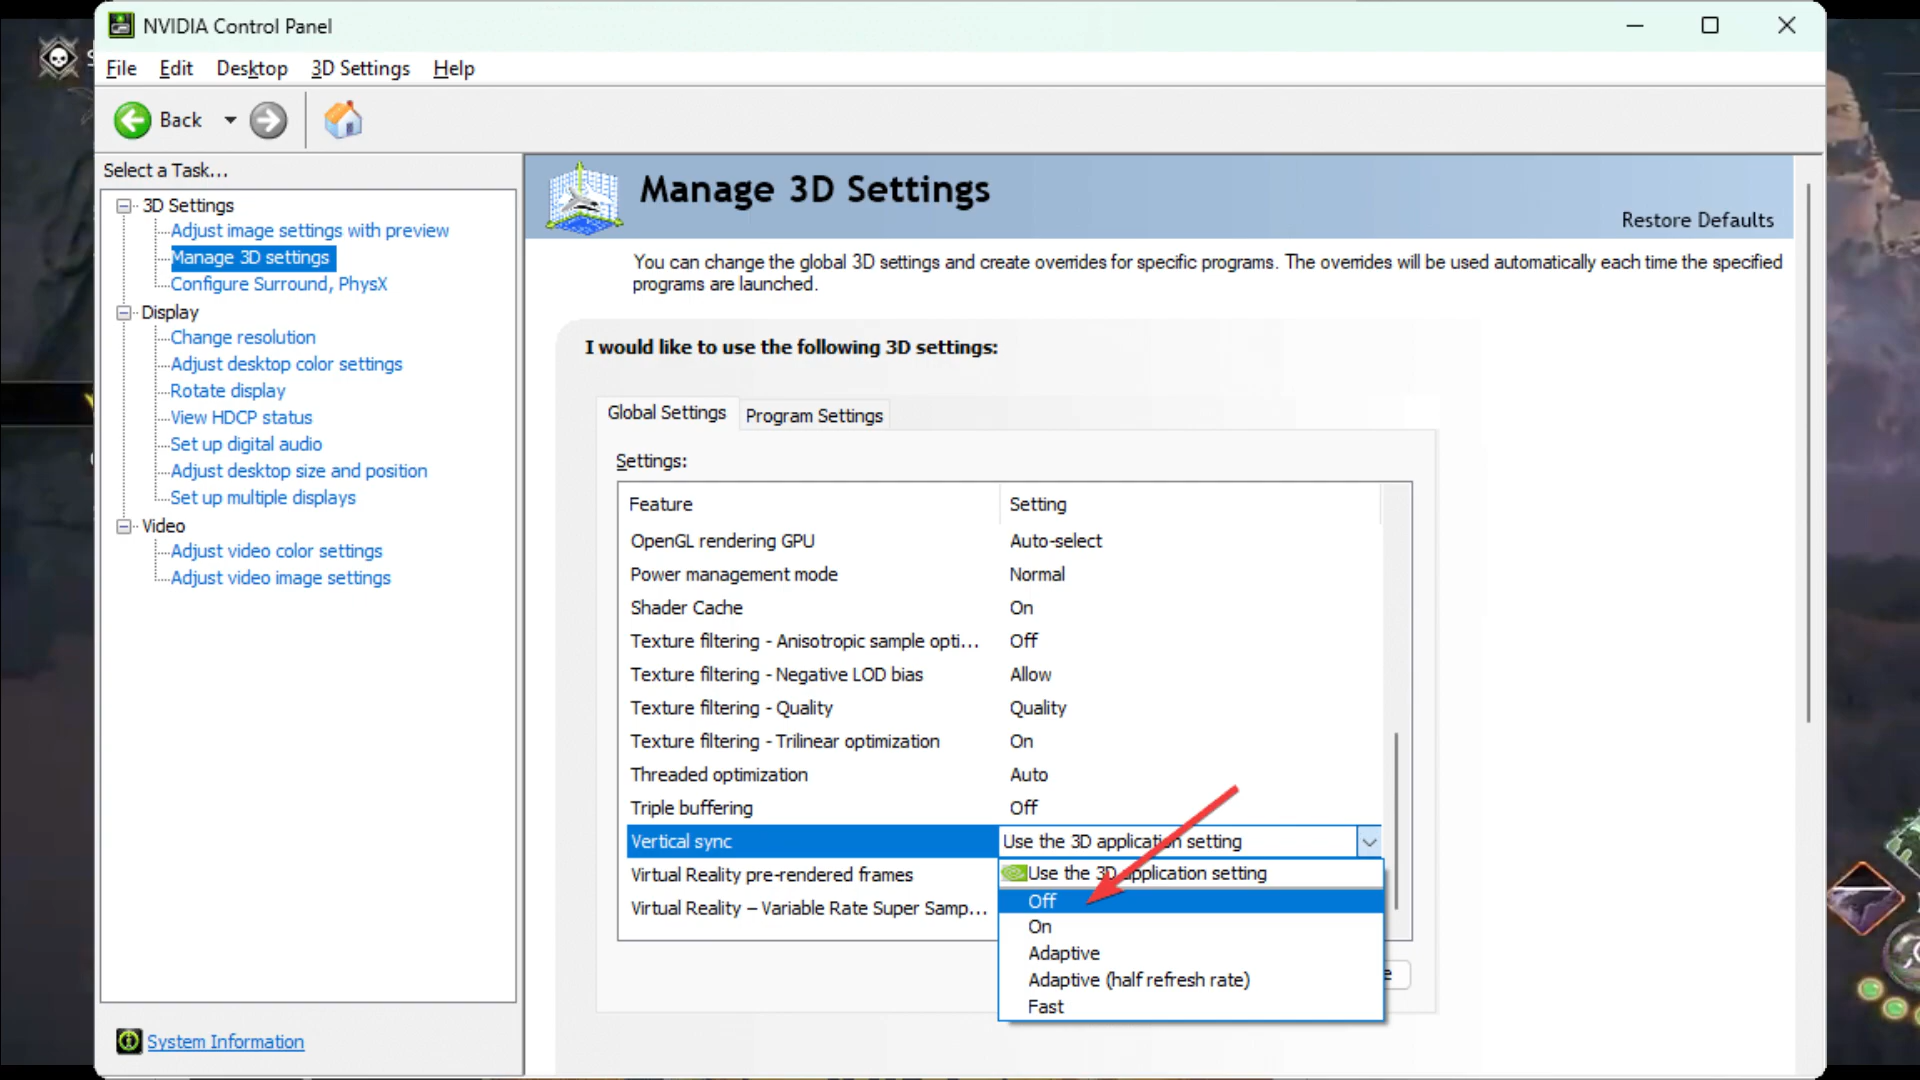 NVIDIA Control Panel
File Edit Desktop 3D Settings Help
Back
Select a Task...
3D Settings
Adjust image settings with preview
Manage 3D settings
Configure Surround, PhysX
Display
Change resolution
Adjust desktop color settings
Rotate display
View HDCP status
Set up digital audio
Adjust desktop size and position
Set up multiple displays
Video
Adjust video color settings
Adjust video image settings
System Information
Manage 3D Settings
Restore Defaults
You can change the global 3D settings and create overrides for specific programs. The overrides will be used automatically each time the specified
programs are launched.
I would like to use the following 3D settings:
Global Settings Program Settings
Settings:
Feature Setting
OpenGL rendering GPU Auto-select
Power management mode Normal
Shader Cache On
Texture filtering - Anisotropic sample opti... Off
Texture filtering - Negative LOD bias Allow
Texture filtering - Quality Quality
Texture filtering - Trilinear optimization On
Threaded optimization Auto
Triple buffering Off
Vertical sync Use the 3D application setting
Virtual Reality pre-rendered frames
Virtual Reality – Variable Rate Super Samp...
Use the 3D application setting
Off
On
Adaptive
Adaptive (half refresh rate)
Fast